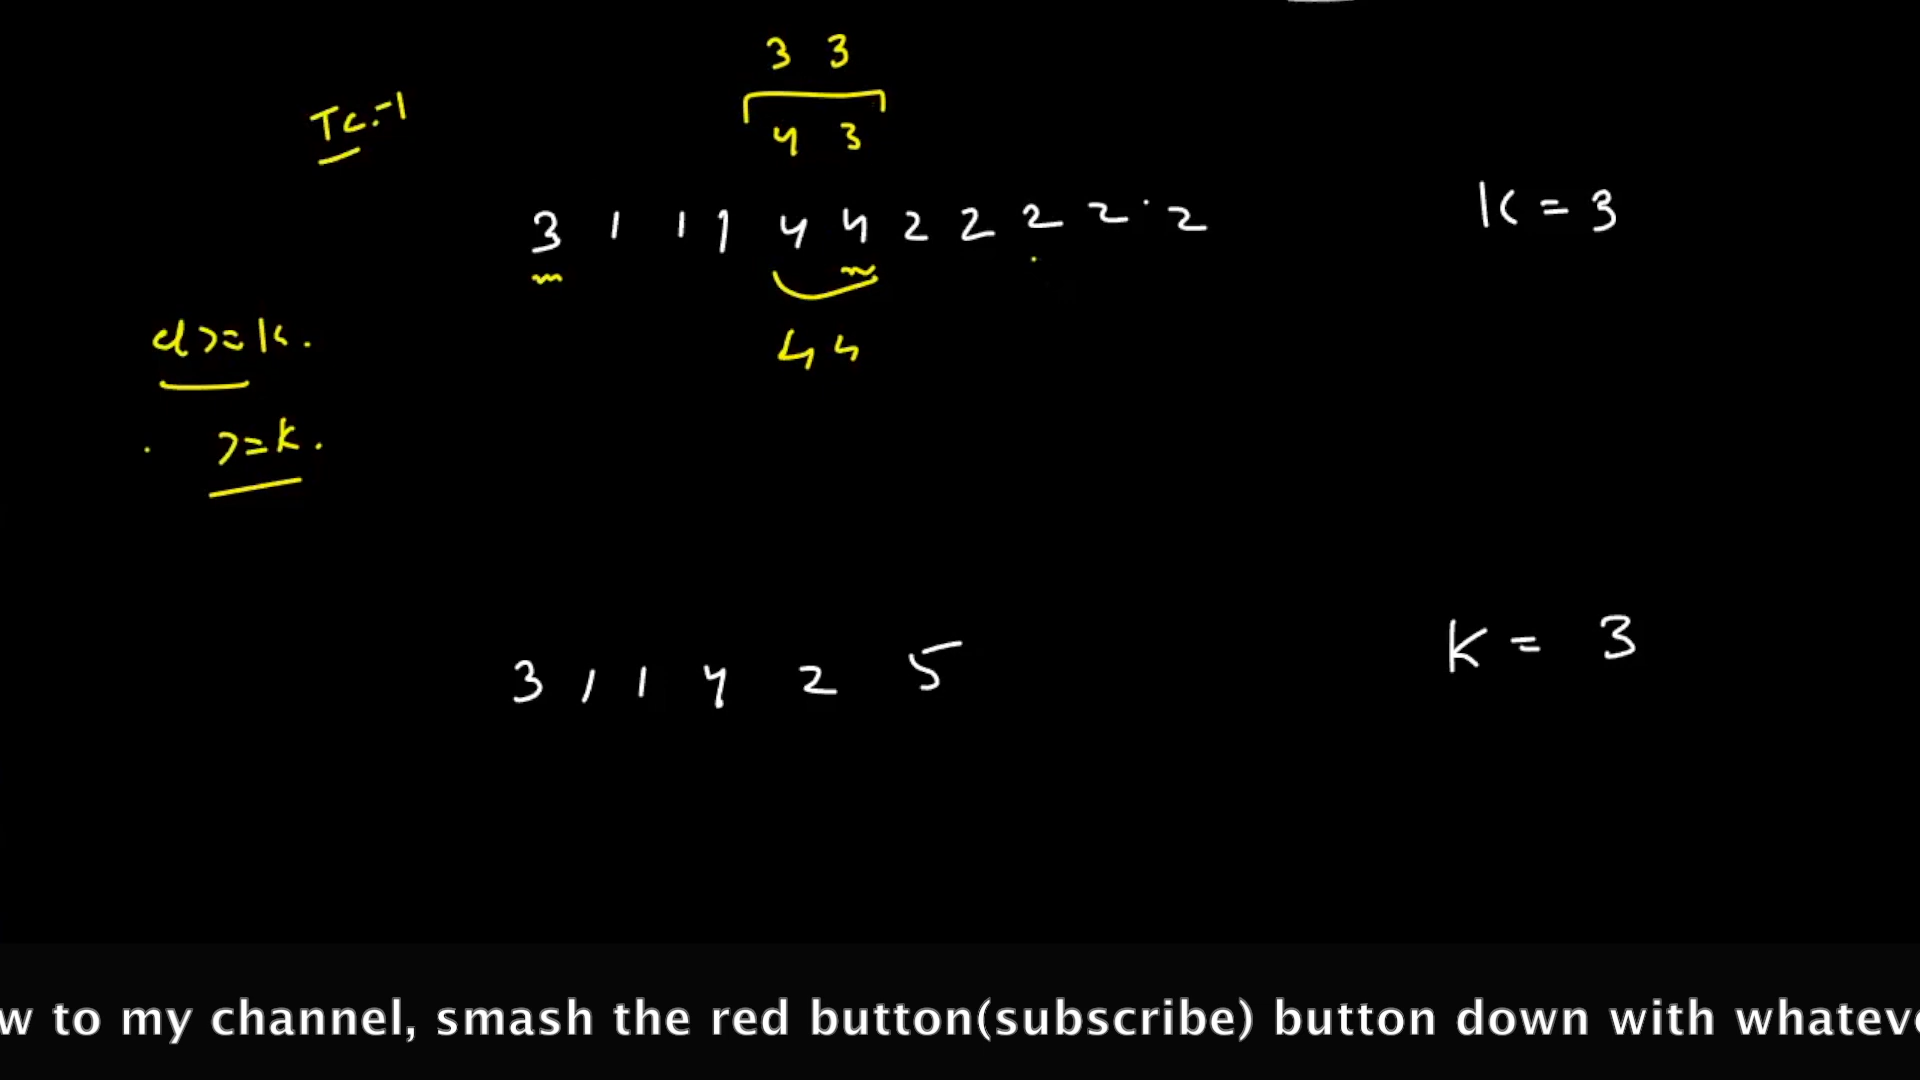 3 3
Tc.-1
4 3
3 1 1 1 4 4 2 2 2 2 2
K = 3
el >= k.
4 4
>= k.
3 1 1 4 2 5
K = 3
w to my channel, smash the red button(subscribe) button down with whateve